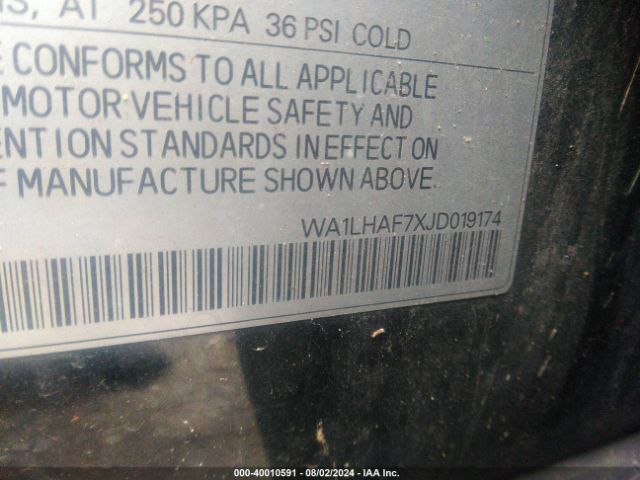 AT 250 KPA 36 PSI COLD
CONFORMS TO ALL APPLICABLE
MOTOR VEHICLE SAFETY AND
ENTION STANDARDS IN EFFECT ON
F MANUFACTURE SHOWN ABOVE.
WA1LHAF7XJD019174
000-40010591 - 08/02/2024 - IAA Inc.